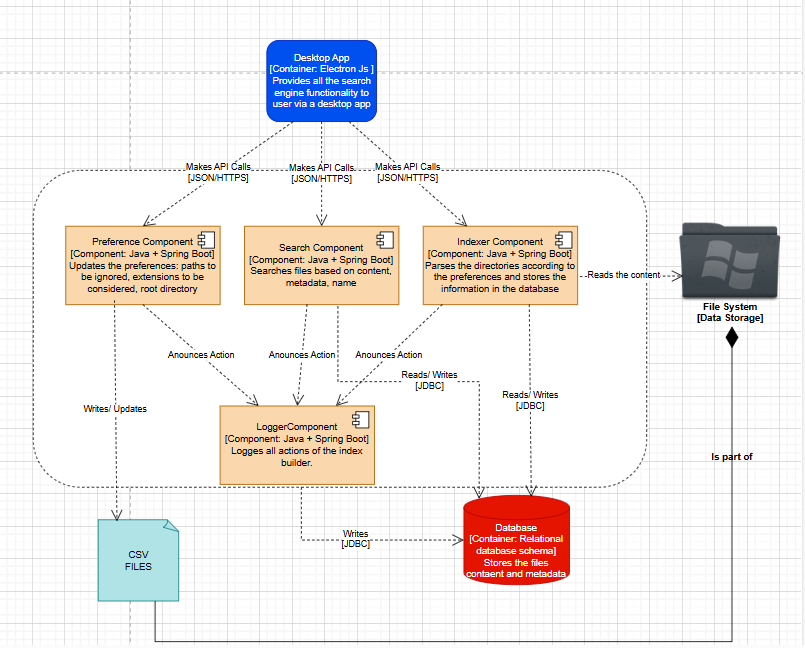 Desktop App
[Container: Electron Js ]
Provides all the search
engine functionality to
user via a desktop app
Makes API Calls
[JSON/HTTPS]
Makes API Calls
[JSON/HTTPS]
Makes API Calls
[JSON/HTTPS]
Preference Component
[Component: Java + Spring Boot]
Updates the preferences: paths to
be ignored, extensions to be
considered, root directory
Search Component
[Component: Java + Spring Boot]
Searches files based on content,
metadata, name
Indexer Component
[Component: Java + Spring Boot]
Parses the directories according to
the preferences and stores the
information in the database
Reads the content
File System
[Data Storage]
Anounces Action
Anounces Action
Anounces Action
Reads/ Writes
[JDBC]
Reads/ Writes
[JDBC]
Writes/ Updates
LoggerComponent
[Component: Java + Spring Boot]
Logges all actions of the index
builder.
Is part of
CSV
FILES
Writes
[JDBC]
Database
[Container: Relational
database schema]
Stores the files
contaent and metadata